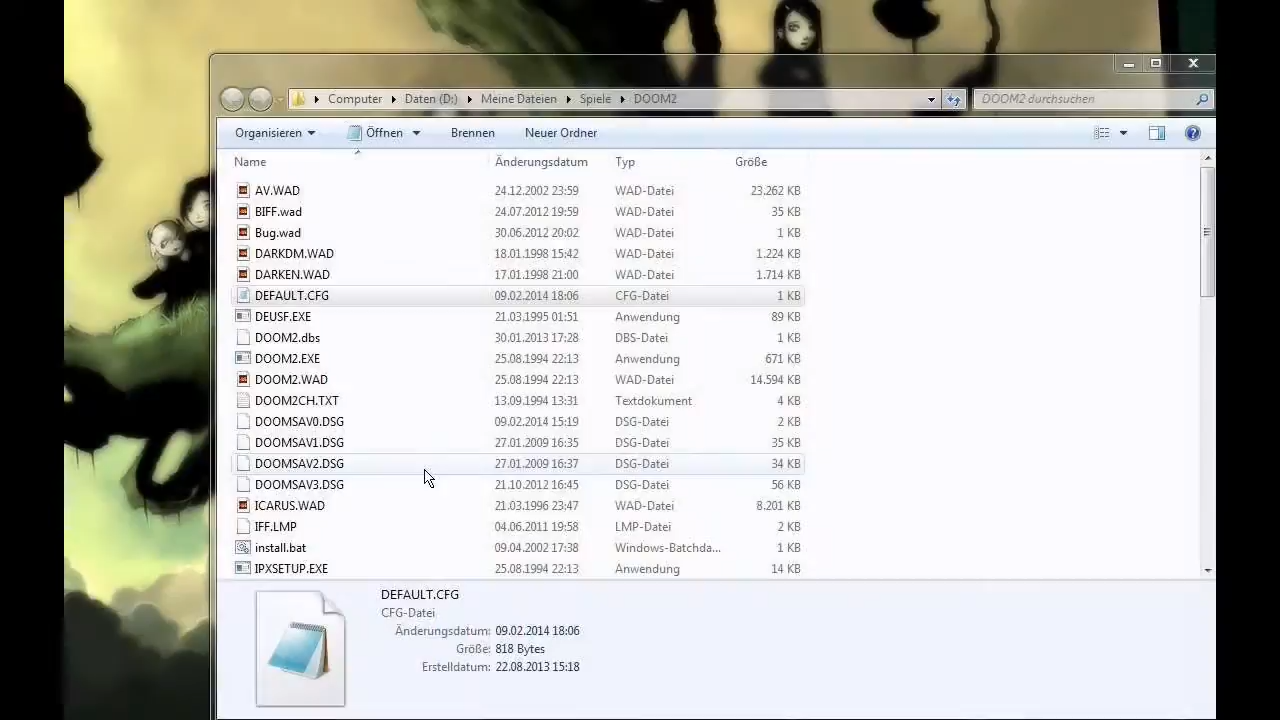 Computer Daten (D:) Meine Dateien Spiele DOOM2 DOOM2 durchsuchen
Organisieren Öffnen Brennen Neuer Ordner
Name Änderungsdatum Typ Größe
AV.WAD 24.12.2002 23:59 WAD-Datei 23.262 KB
BIFF.wad 24.07.2012 19:59 WAD-Datei 35 KB
Bug.wad 30.06.2012 20:02 WAD-Datei 1 KB
DARKDM.WAD 18.01.1998 15:42 WAD-Datei 1.224 KB
DARKEN.WAD 17.01.1998 21:00 WAD-Datei 1.714 KB
DEFAULT.CFG 09.02.2014 18:06 CFG-Datei 1 KB
DEUSF.EXE 21.03.1995 01:51 Anwendung 89 KB
DOOM2.dbs 30.01.2013 17:28 DBS-Datei 1 KB
DOOM2.EXE 25.08.1994 22:13 Anwendung 671 KB
DOOM2.WAD 25.08.1994 22:13 WAD-Datei 14.594 KB
DOOM2CH.TXT 13.09.1994 13:31 Textdokument 4 KB
DOOMSAV0.DSG 09.02.2014 15:19 DSG-Datei 2 KB
DOOMSAV1.DSG 27.01.2009 16:35 DSG-Datei 35 KB
DOOMSAV2.DSG 27.01.2009 16:37 DSG-Datei 34 KB
DOOMSAV3.DSG 21.10.2012 16:45 DSG-Datei 56 KB
ICARUS.WAD 21.03.1996 23:47 WAD-Datei 8.201 KB
IFF.LMP 04.06.2011 19:58 LMP-Datei 2 KB
install.bat 09.04.2002 17:38 Windows-Batchda... 1 KB
IPXSETUP.EXE 25.08.1994 22:13 Anwendung 14 KB
DEFAULT.CFG
CFG-Datei
Änderungsdatum: 09.02.2014 18:06
Größe: 818 Bytes
Erstelldatum: 22.08.2013 15:18